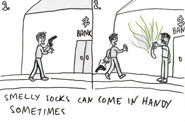 1.
$
BANK
2.
$
BANK
SMELLY SOCKS CAN COME IN HANDY
SOMETIMES